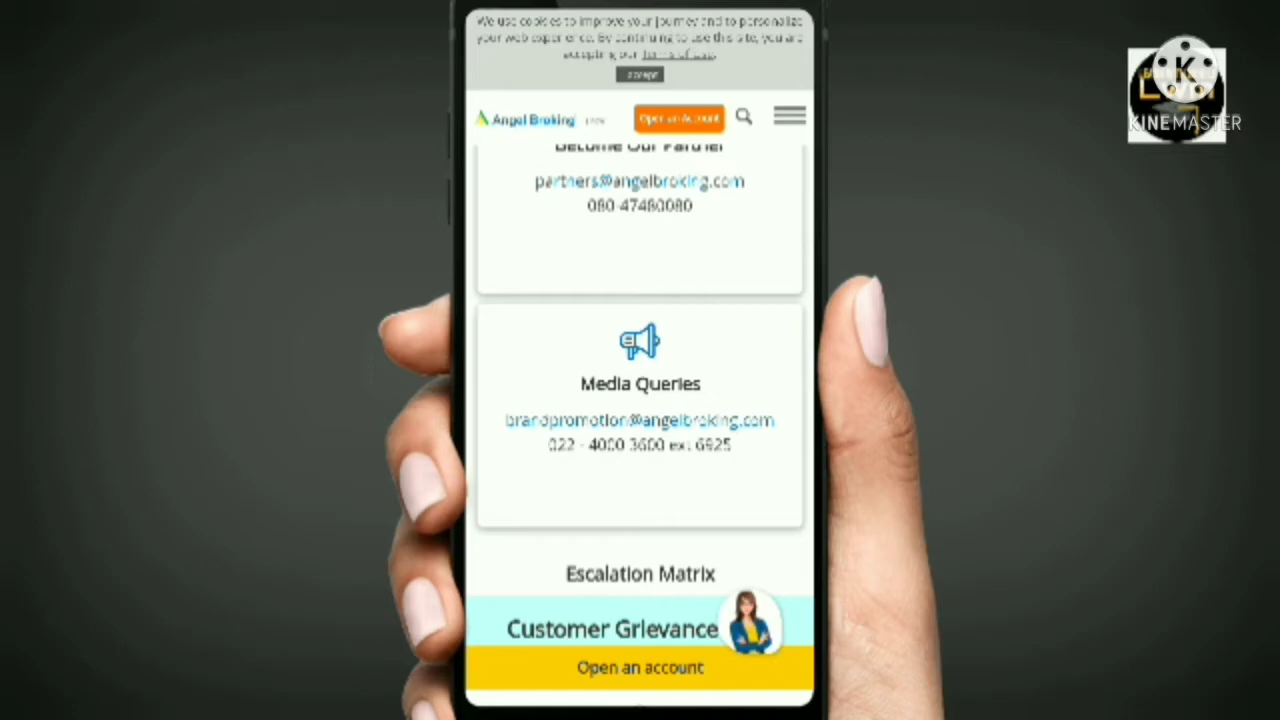 We use cookies to improve your journey and to personalize
your web experience. By continuing to use this site, you are
accepting our Terms of Use.
I accept
Angel Broking
Open an Account
KINEMASTER
Become Our Partner
partners@angelbroking.com
080-47480080
Media Queries
brandpromotion@angelbroking.com
022 - 4000 3600 ext 6925
Escalation Matrix
Customer Grievance
Open an account